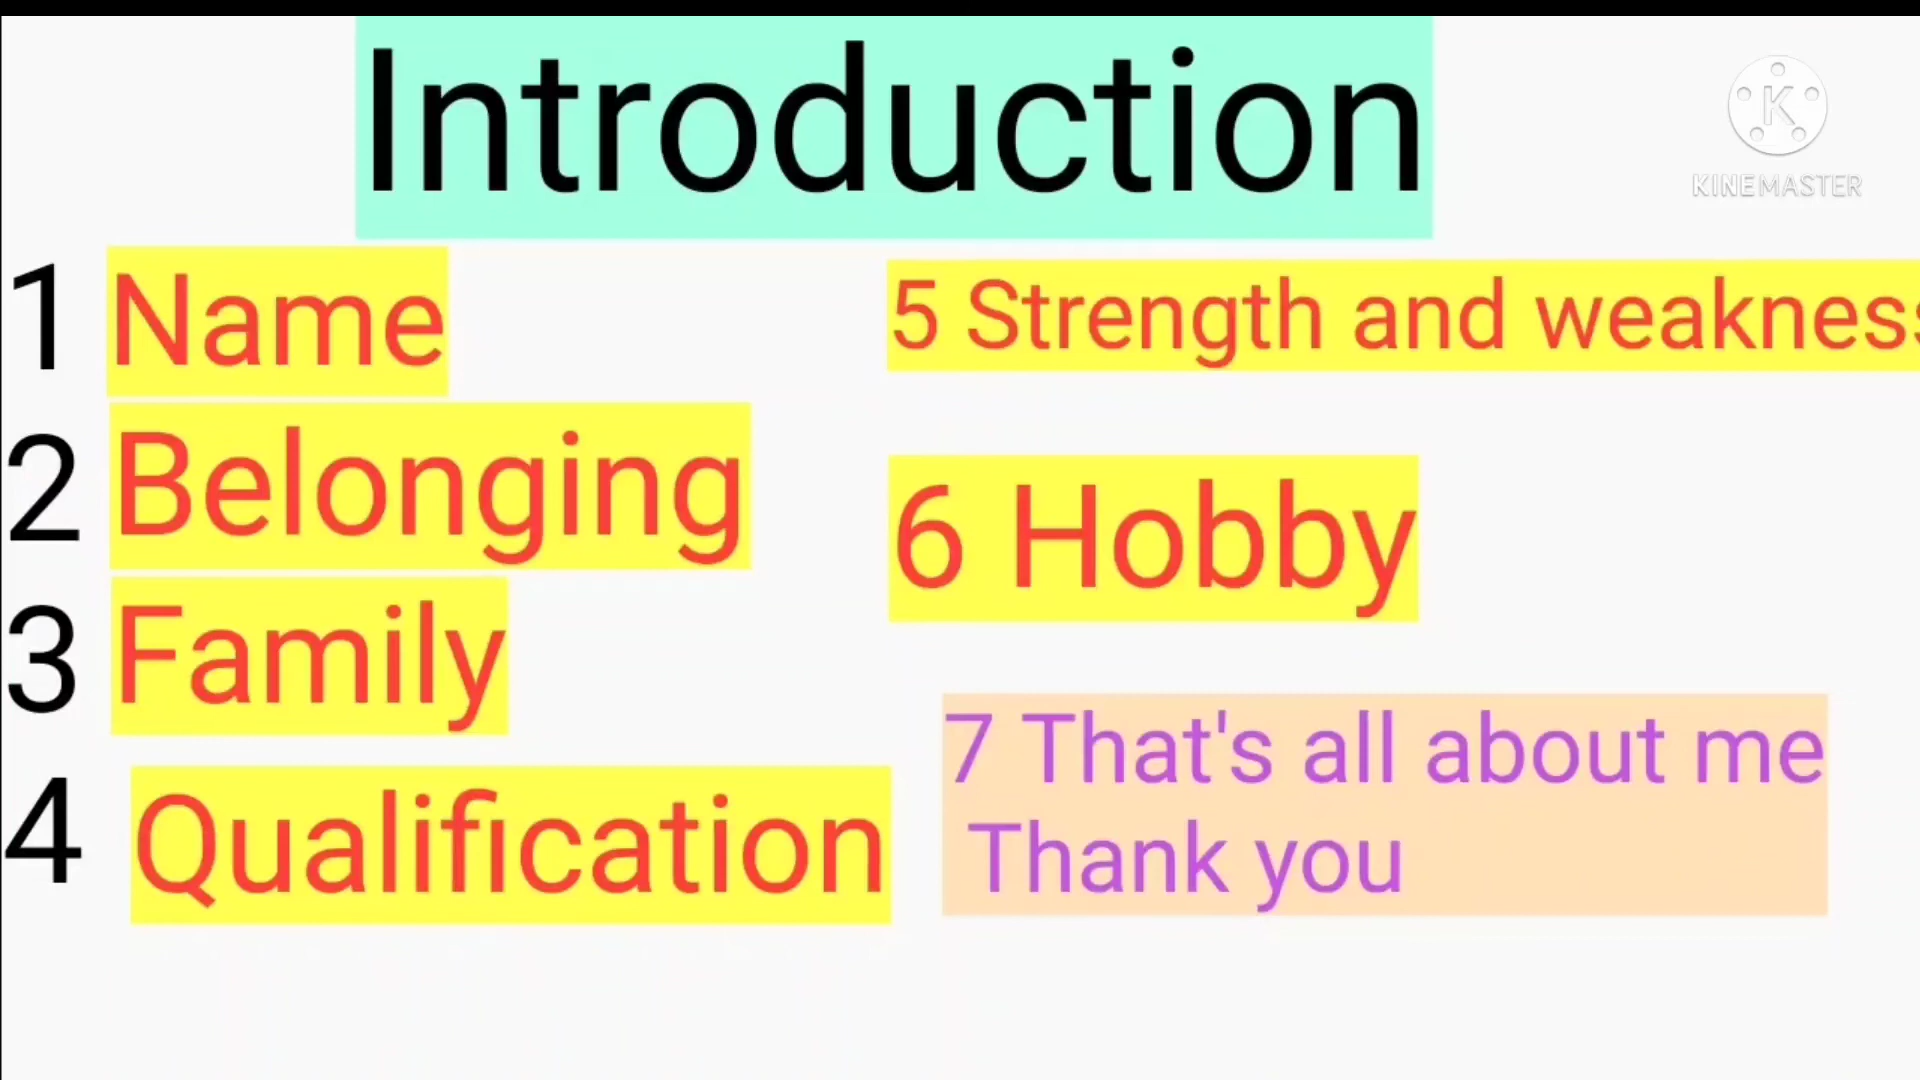 Introduction
KINEMASTER
1 Name
2 Belonging
3 Family
4 Qualification
5 Strength and weakness
6 Hobby
7 That's all about me
Thank you